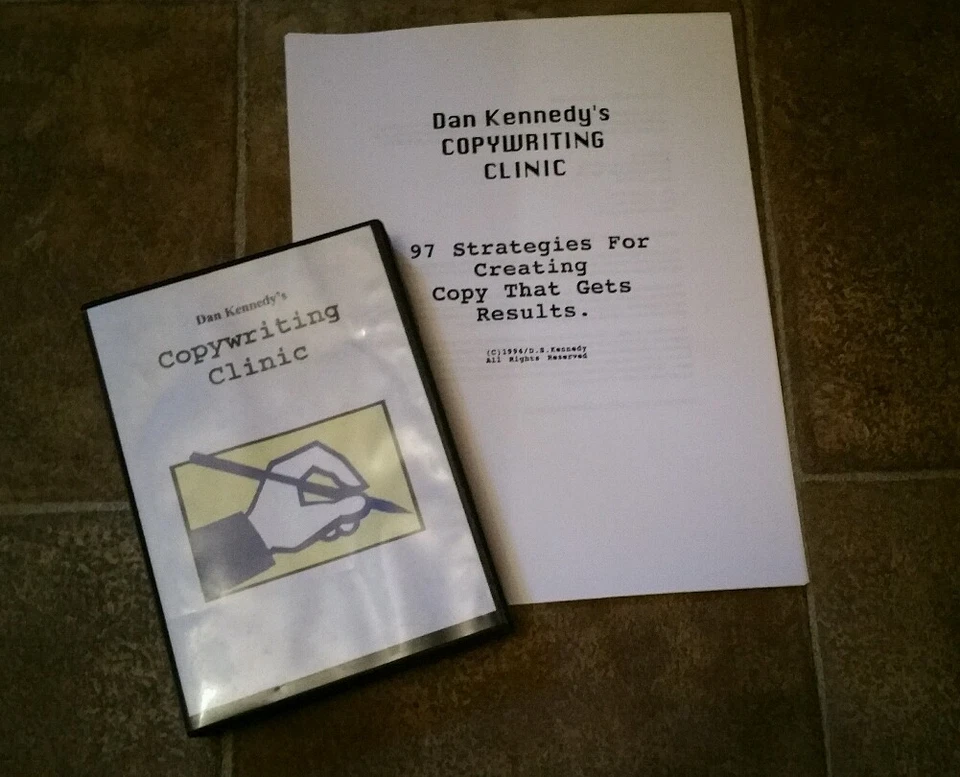 Dan Kennedy's
COPYWRITING
CLINIC
97 Strategies For
Creating
Copy That Gets
Results.
(C)1994/D.S.Kennedy
All Rights Reserved
Dan Kennedy's
Copywriting
Clinic